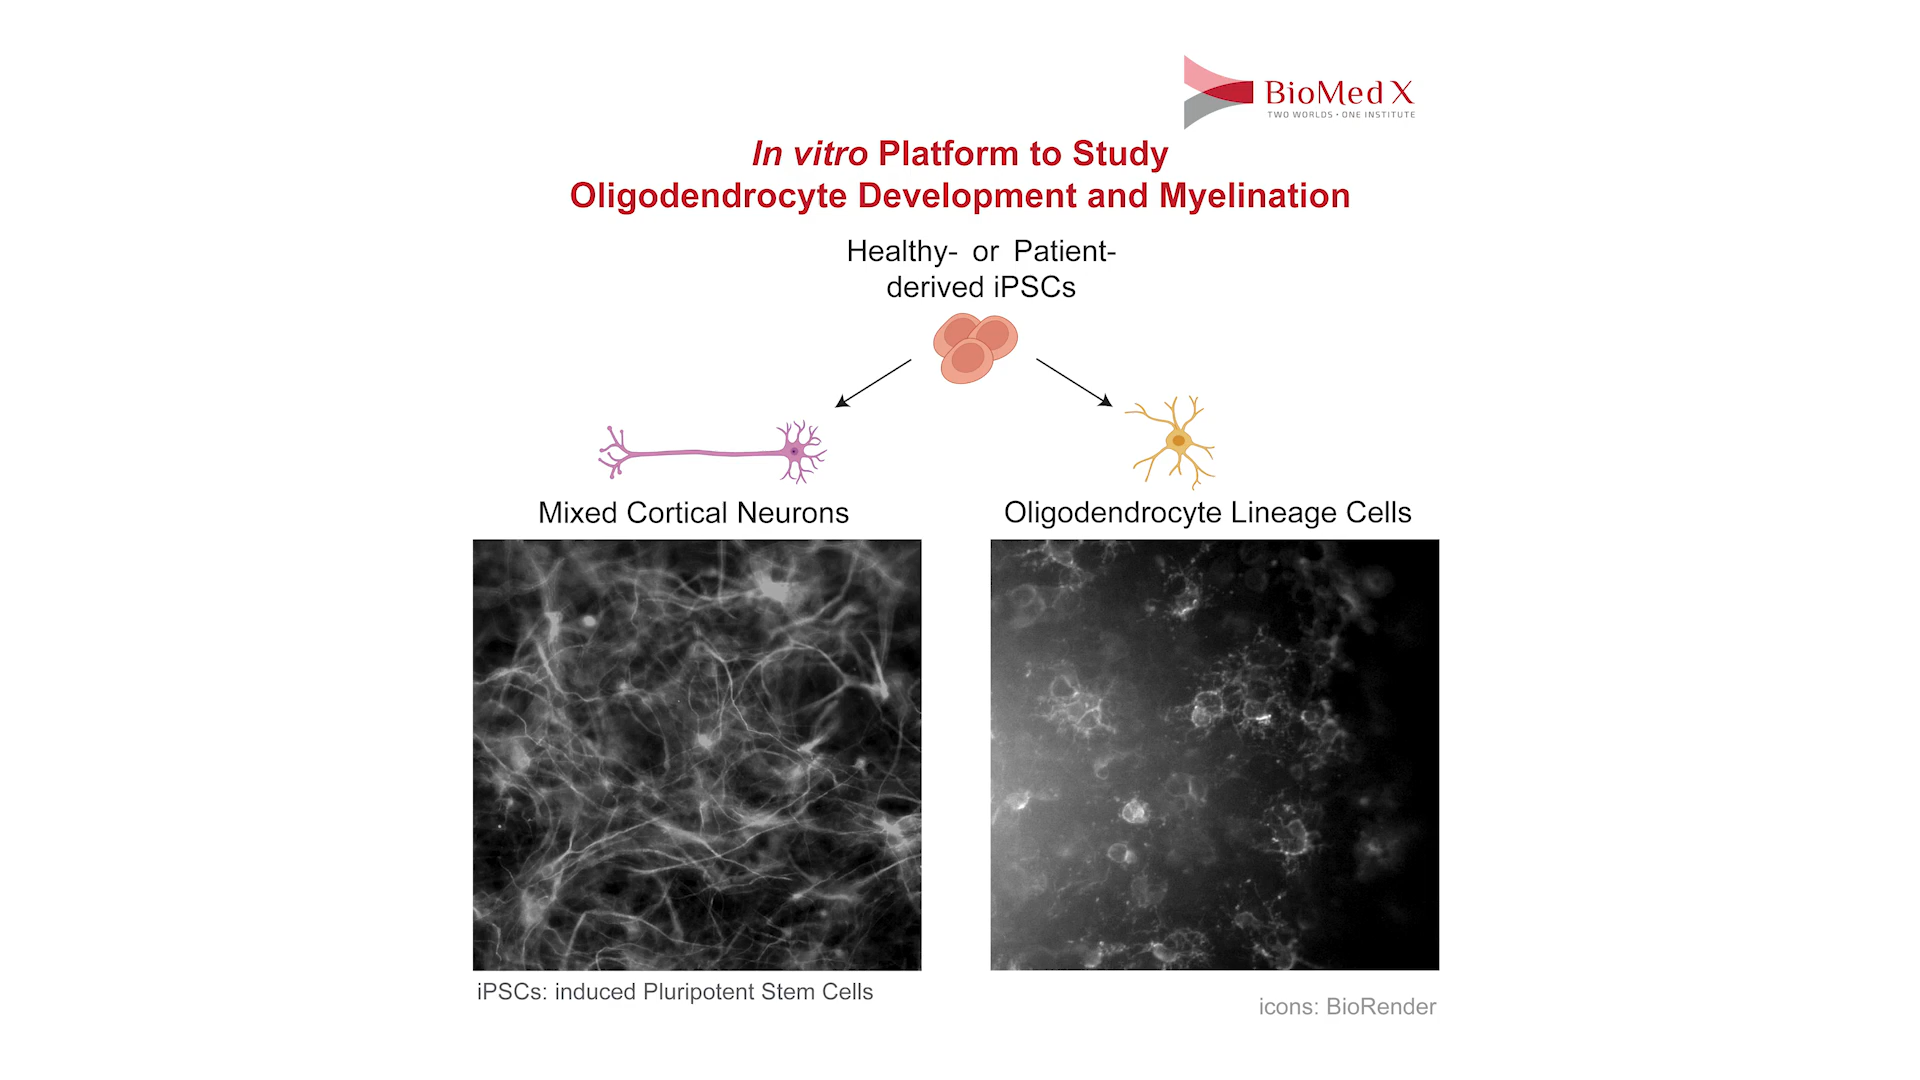 BioMed X
TWO WORLDS • ONE INSTITUTE
In vitro Platform to Study
Oligodendrocyte Development and Myelination
Healthy- or Patient-
derived iPSCs
Mixed Cortical Neurons
Oligodendrocyte Lineage Cells
iPSCs: induced Pluripotent Stem Cells
icons: BioRender